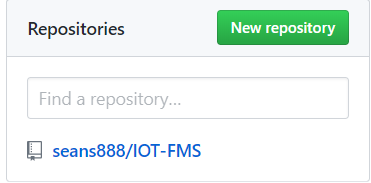 Repositories New repository
Find a repository...
seans888/IOT-FMS